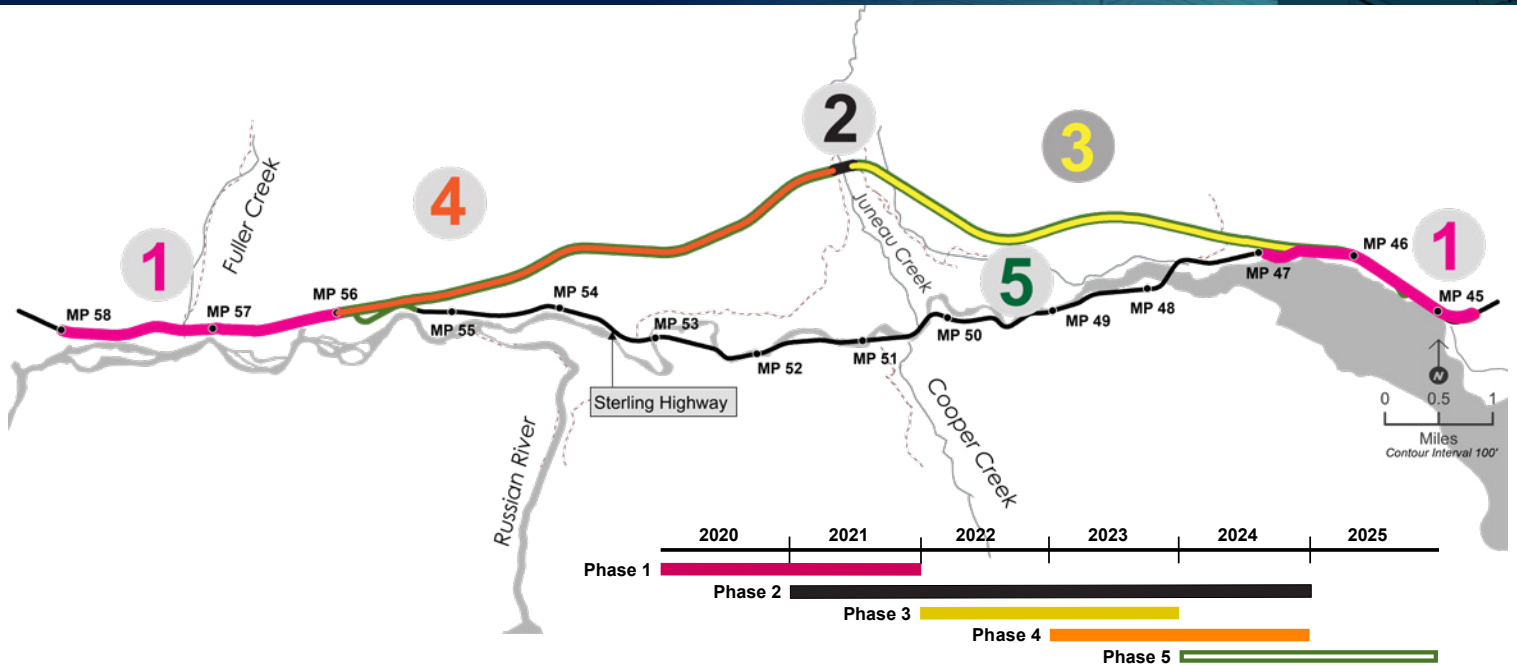 2
3
4
1
1
5
Fuller Creek
Juneau Creek
Cooper Creek
Russian River
MP 58
MP 57
MP 56
MP 55
MP 54
MP 53
MP 52
MP 51
MP 50
MP 49
MP 48
MP 47
MP 46
MP 45
Sterling Highway
N
0 0.5 1
Miles
Contour Interval 100'
2020 2021 2022 2023 2024 2025
Phase 1
Phase 2
Phase 3
Phase 4
Phase 5